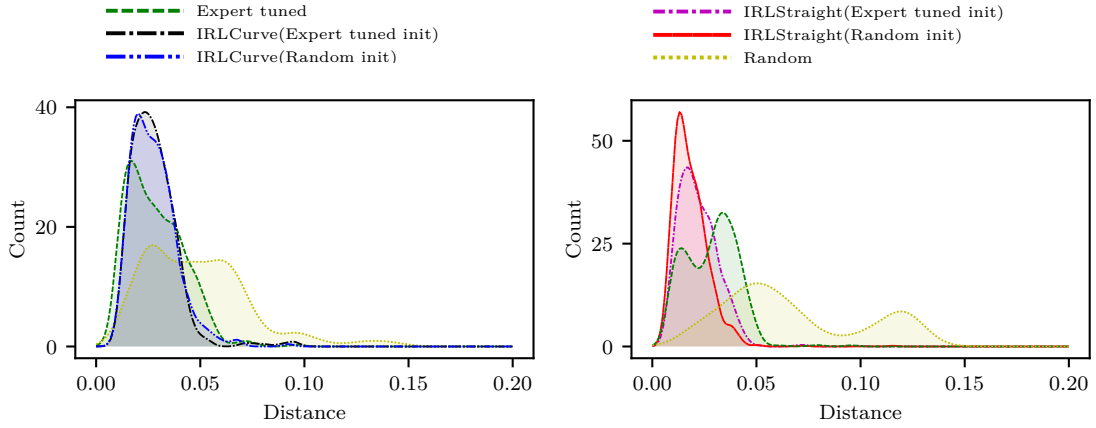 Expert tuned
IRLCurve(Expert tuned init)
IRLCurve(Random init)
IRLStraight(Expert tuned init)
IRLStraight(Random init)
Random
40
20
0
Count
0.00 0.05 0.10 0.15 0.20
Distance
50
25
0
Count
0.00 0.05 0.10 0.15 0.20
Distance